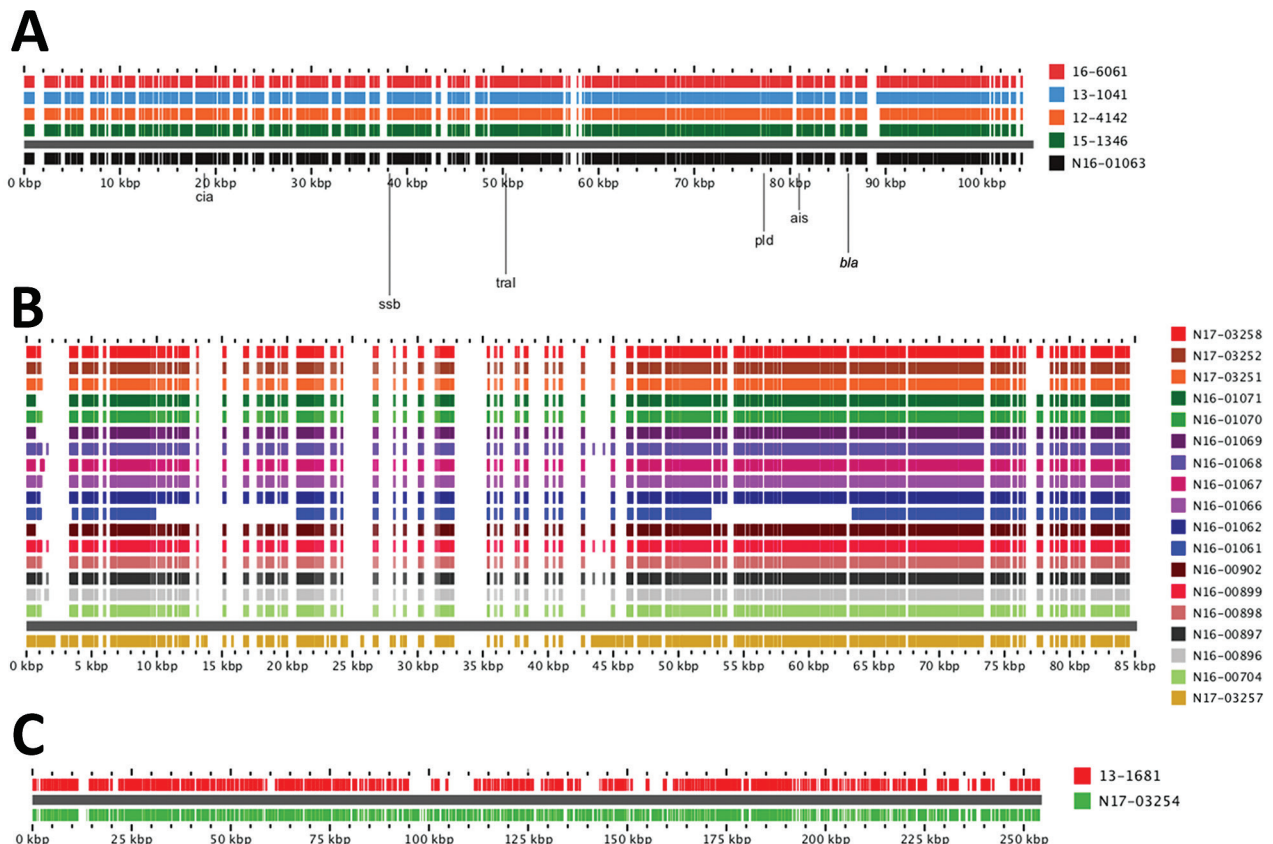 A
16-6061
13-1041
12-4142
15-1346
N16-01063
0 kbp 10 kbp 20 kbp 30 kbp 40 kbp 50 kbp 60 kbp 70 kbp 80 kbp 90 kbp 100 kbp
cia
ais
pld
bla
traI
ssb
B
N17-03258
N17-03252
N17-03251
N16-01071
N16-01070
N16-01069
N16-01068
N16-01067
N16-01066
N16-01062
N16-01061
N16-00902
N16-00899
N16-00898
N16-00897
N16-00896
N16-00704
N17-03257
0 kbp 5 kbp 10 kbp 15 kbp 20 kbp 25 kbp 30 kbp 35 kbp 40 kbp 45 kbp 50 kbp 55 kbp 60 kbp 65 kbp 70 kbp 75 kbp 80 kbp 85 kbp
C
13-1681
N17-03254
0 kbp 25 kbp 50 kbp 75 kbp 100 kbp 125 kbp 150 kbp 175 kbp 200 kbp 225 kbp 250 kbp